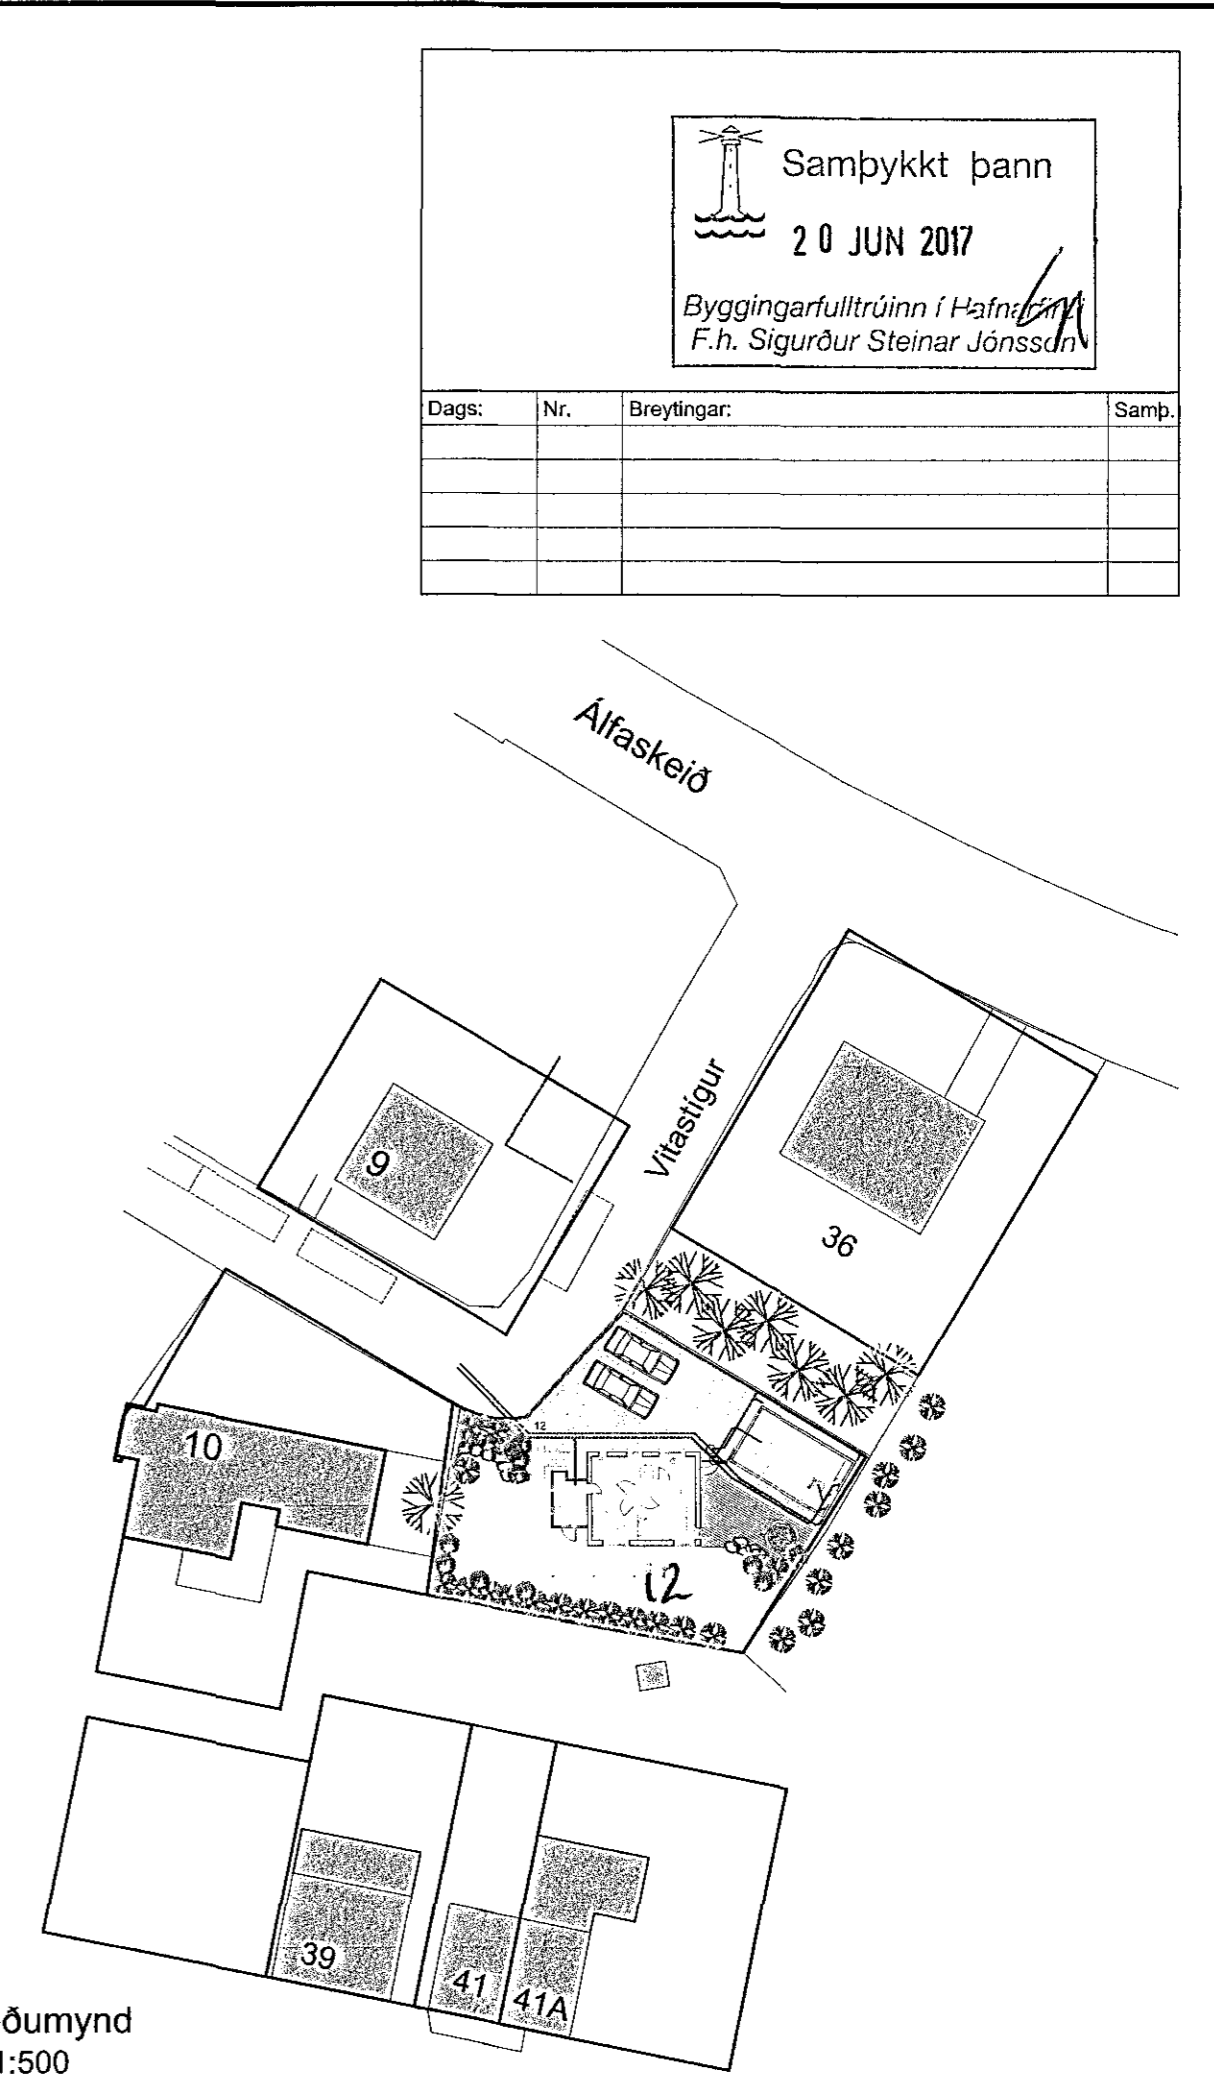 Samþykkt þann
20 JUN 2017
Byggingarfulltrúinn í Hafnarfirði
F.h. Sigurður Steinar Jónsson
Dags: Nr. Breytingar: Samþ.
Álfaskeið
Vitastígur
9
36
10
12
12
39
41
41A
ðumynd
1:500